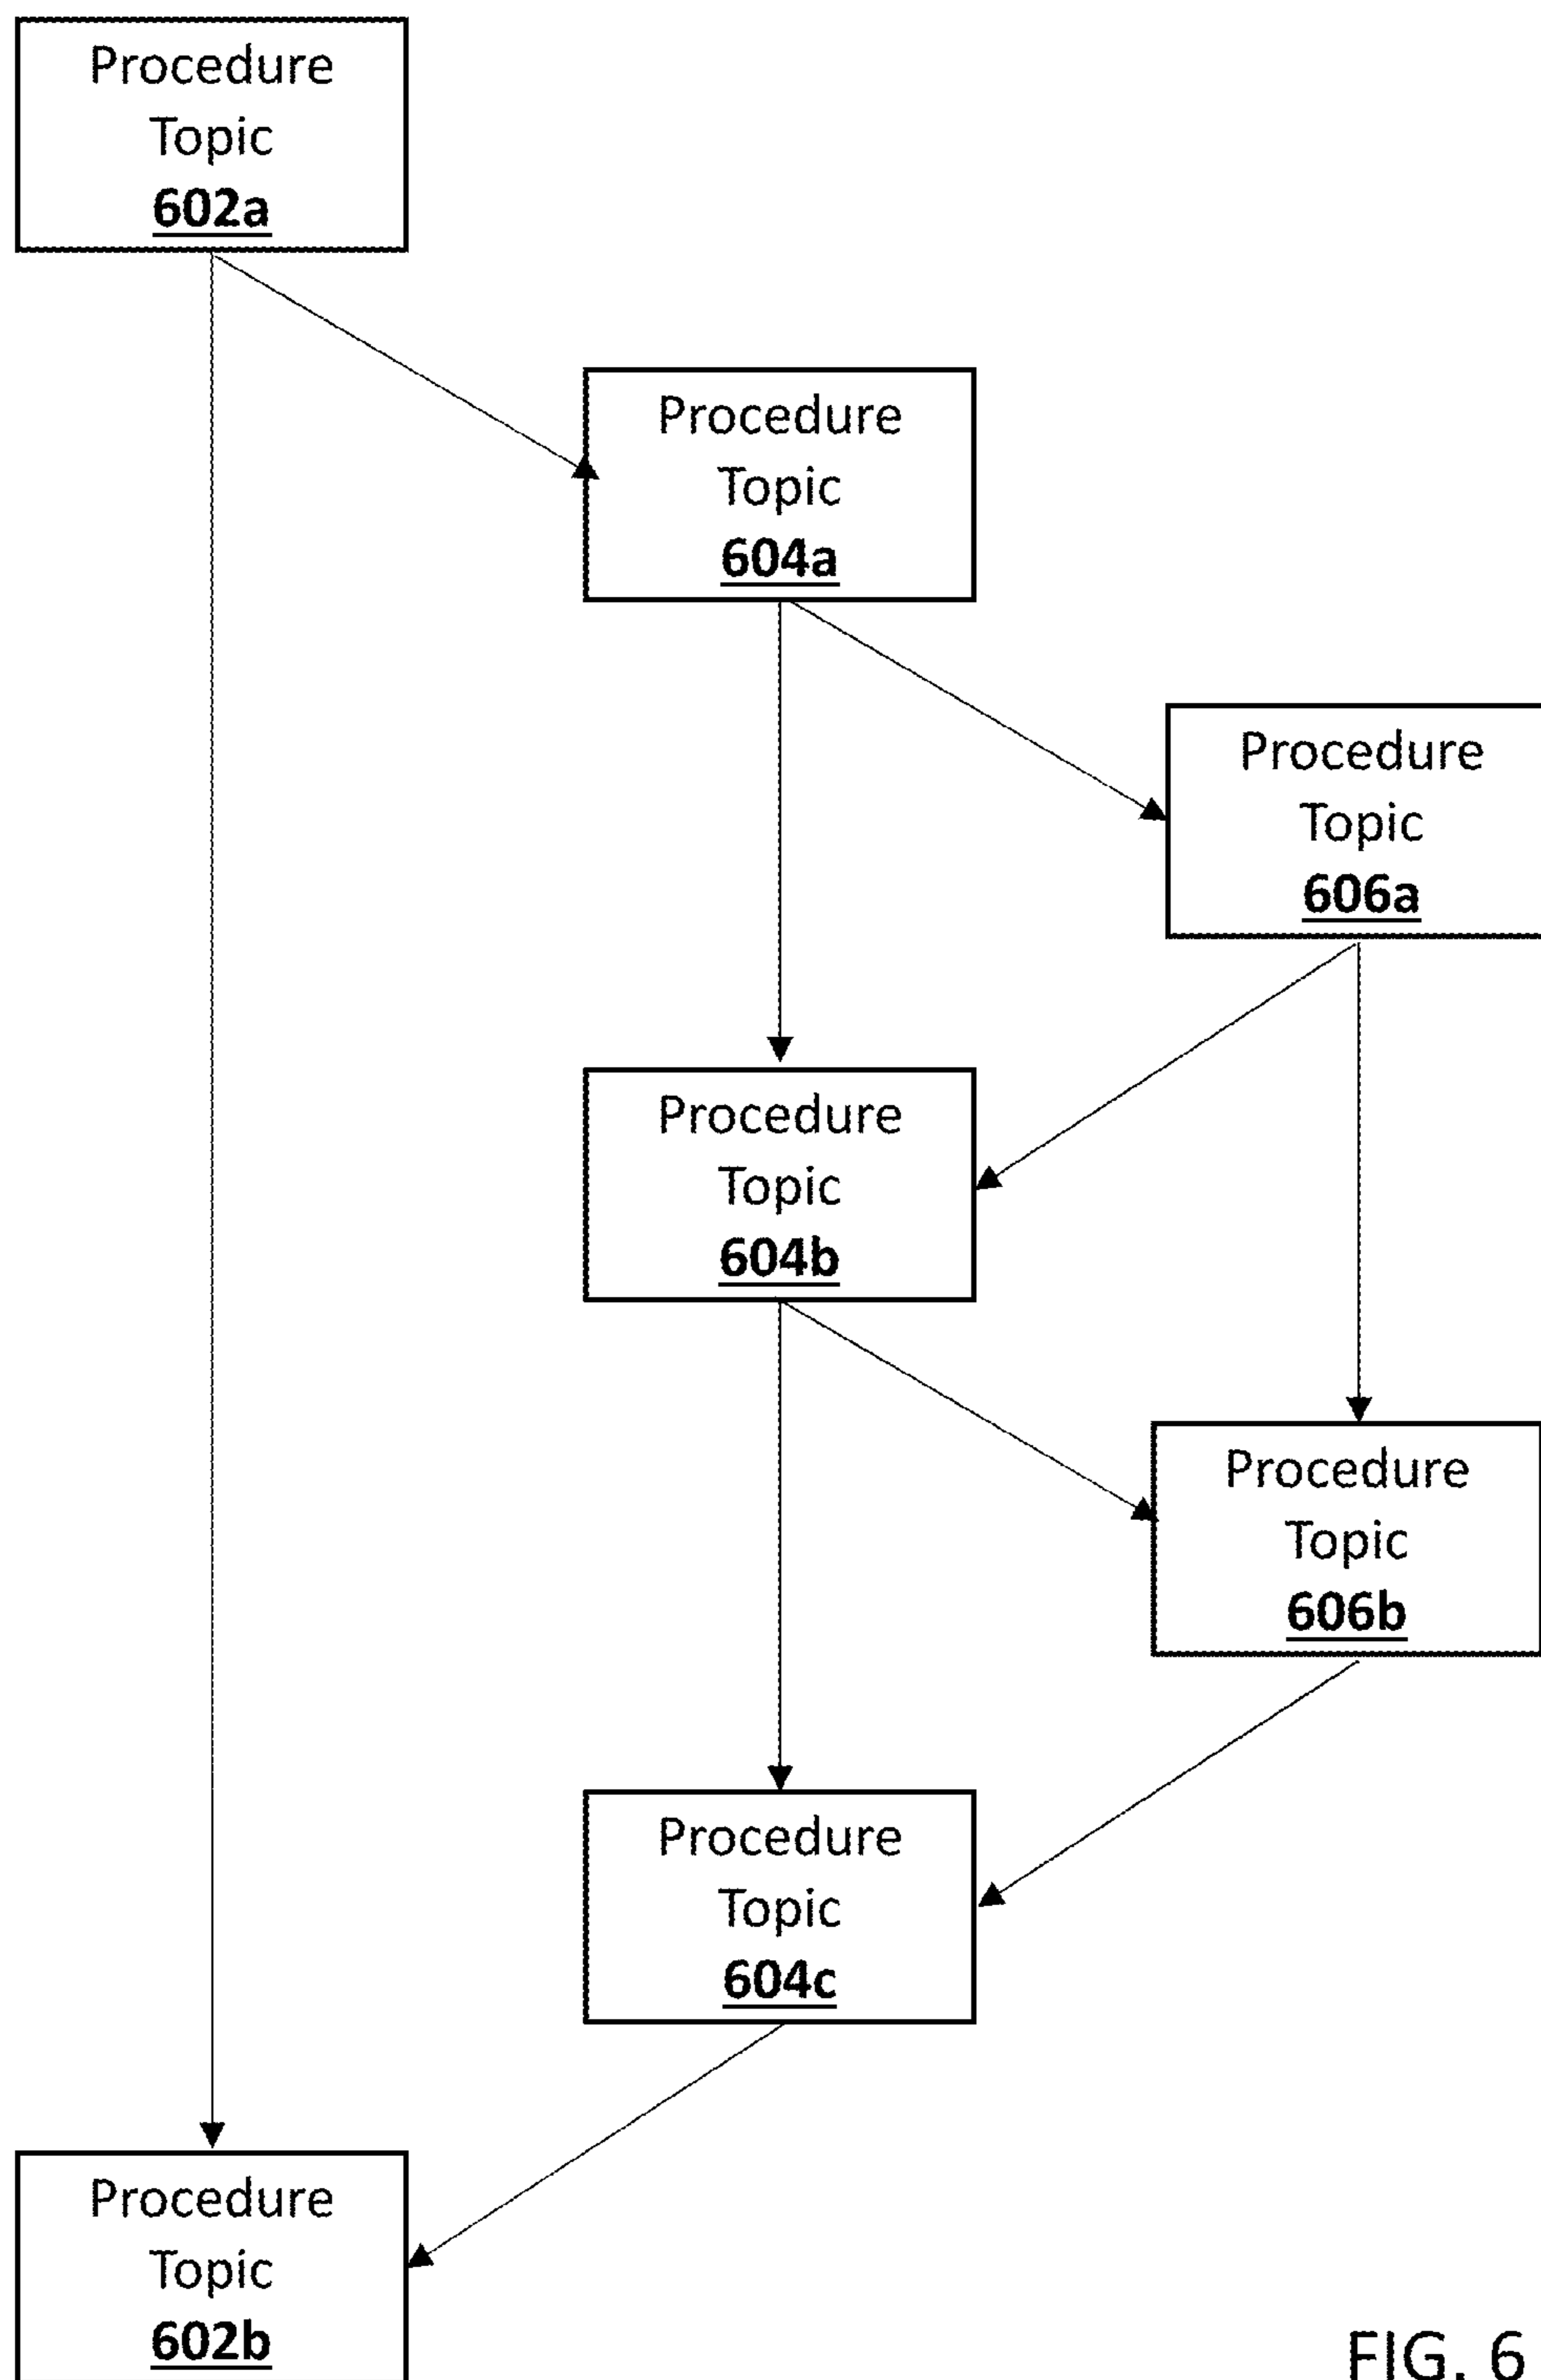 Procedure
Topic
602a
Procedure
Topic
604a
Procedure
Topic
606a
Procedure
Topic
604b
Procedure
Topic
606b
Procedure
Topic
604c
Procedure
Topic
602b
FIG. 6